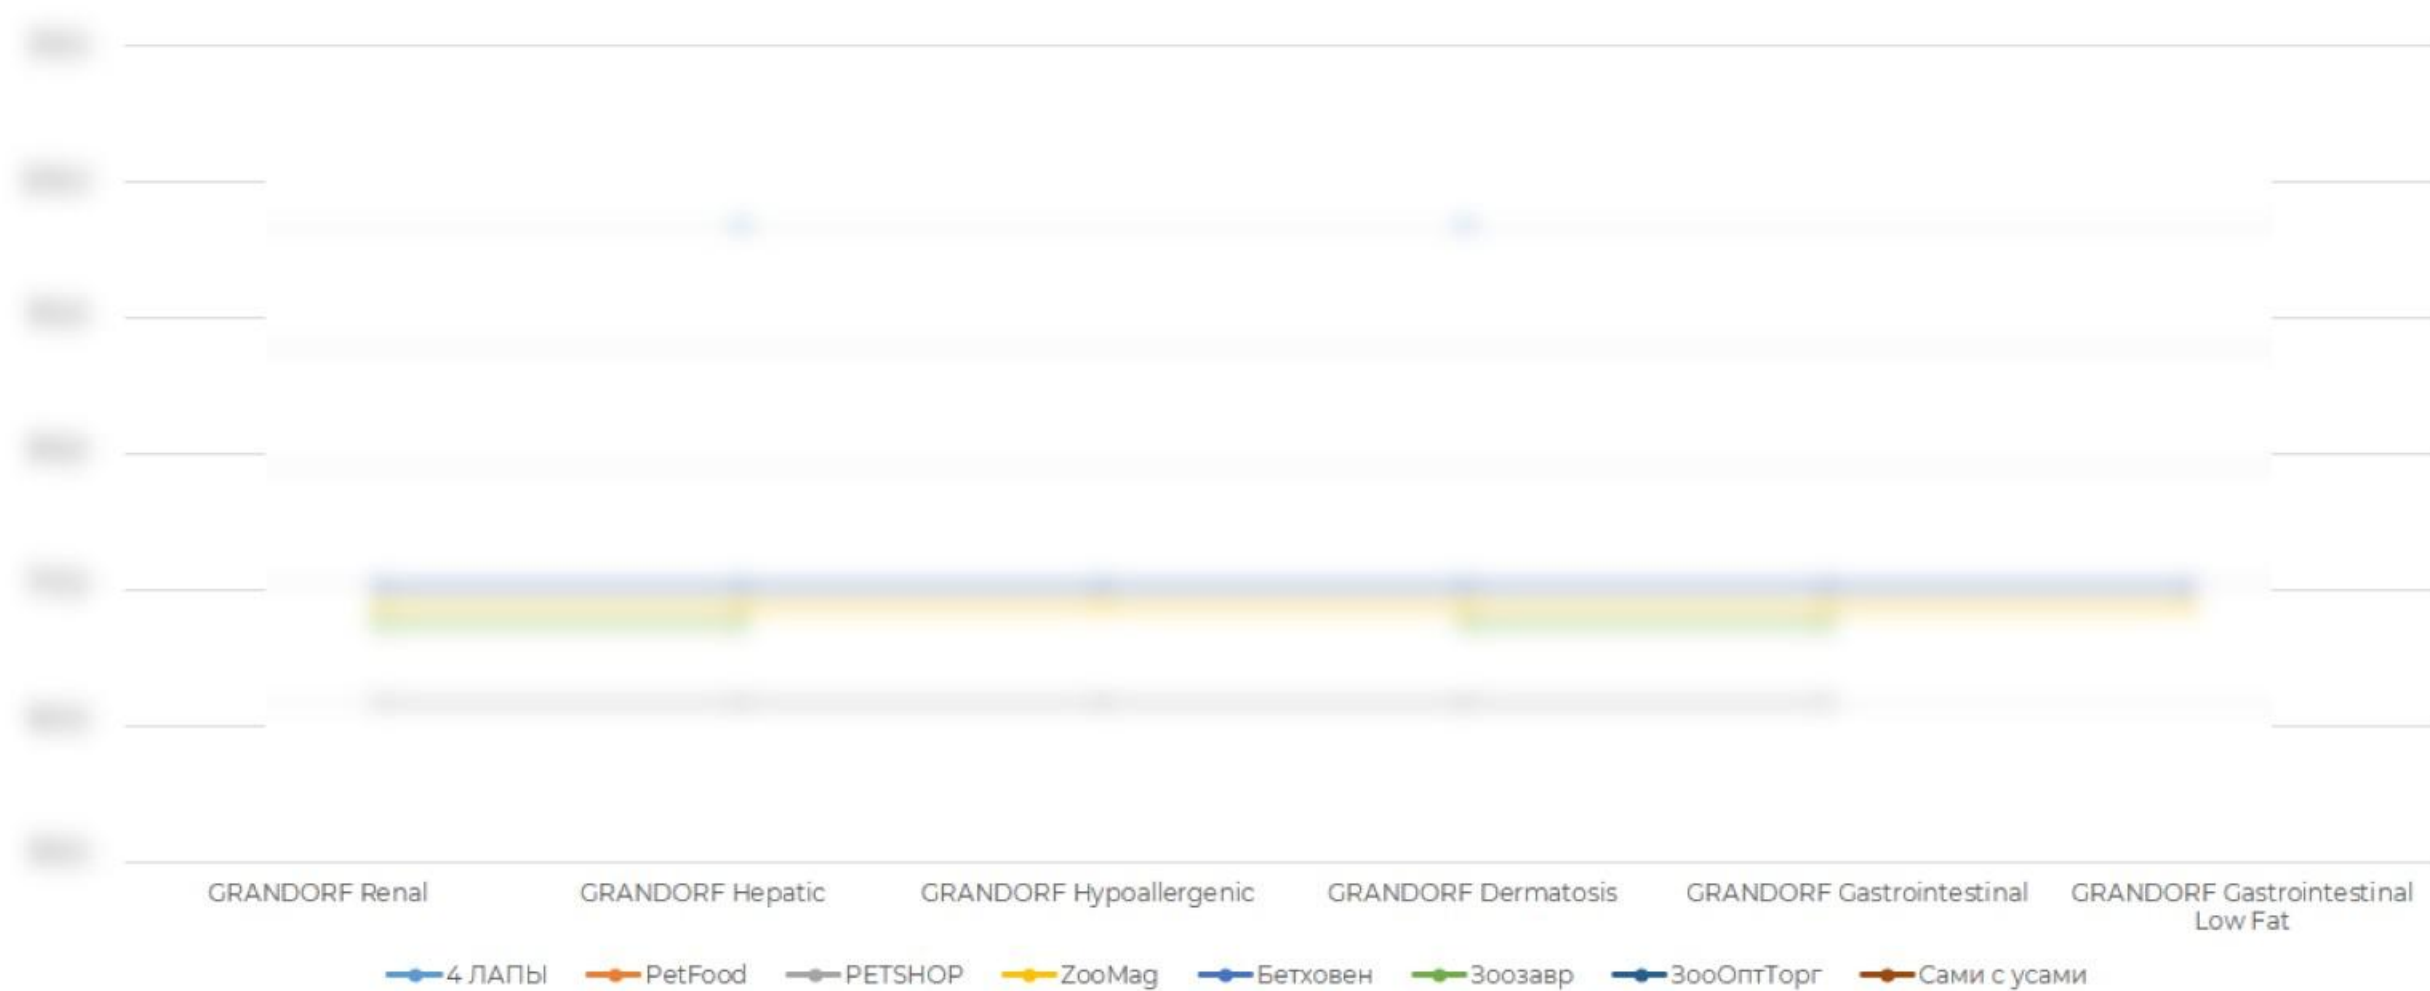 GRANDORF Renal
GRANDORF Hepatic
GRANDORF Hypoallergenic
GRANDORF Dermatosis
GRANDORF Gastrointestinal
GRANDORF Gastrointestinal
Low Fat
4 ЛАПЫ
PetFood
PETSHOP
ZooMag
Бетховен
Зоозавр
ЗооОптТорг
Сами с усами